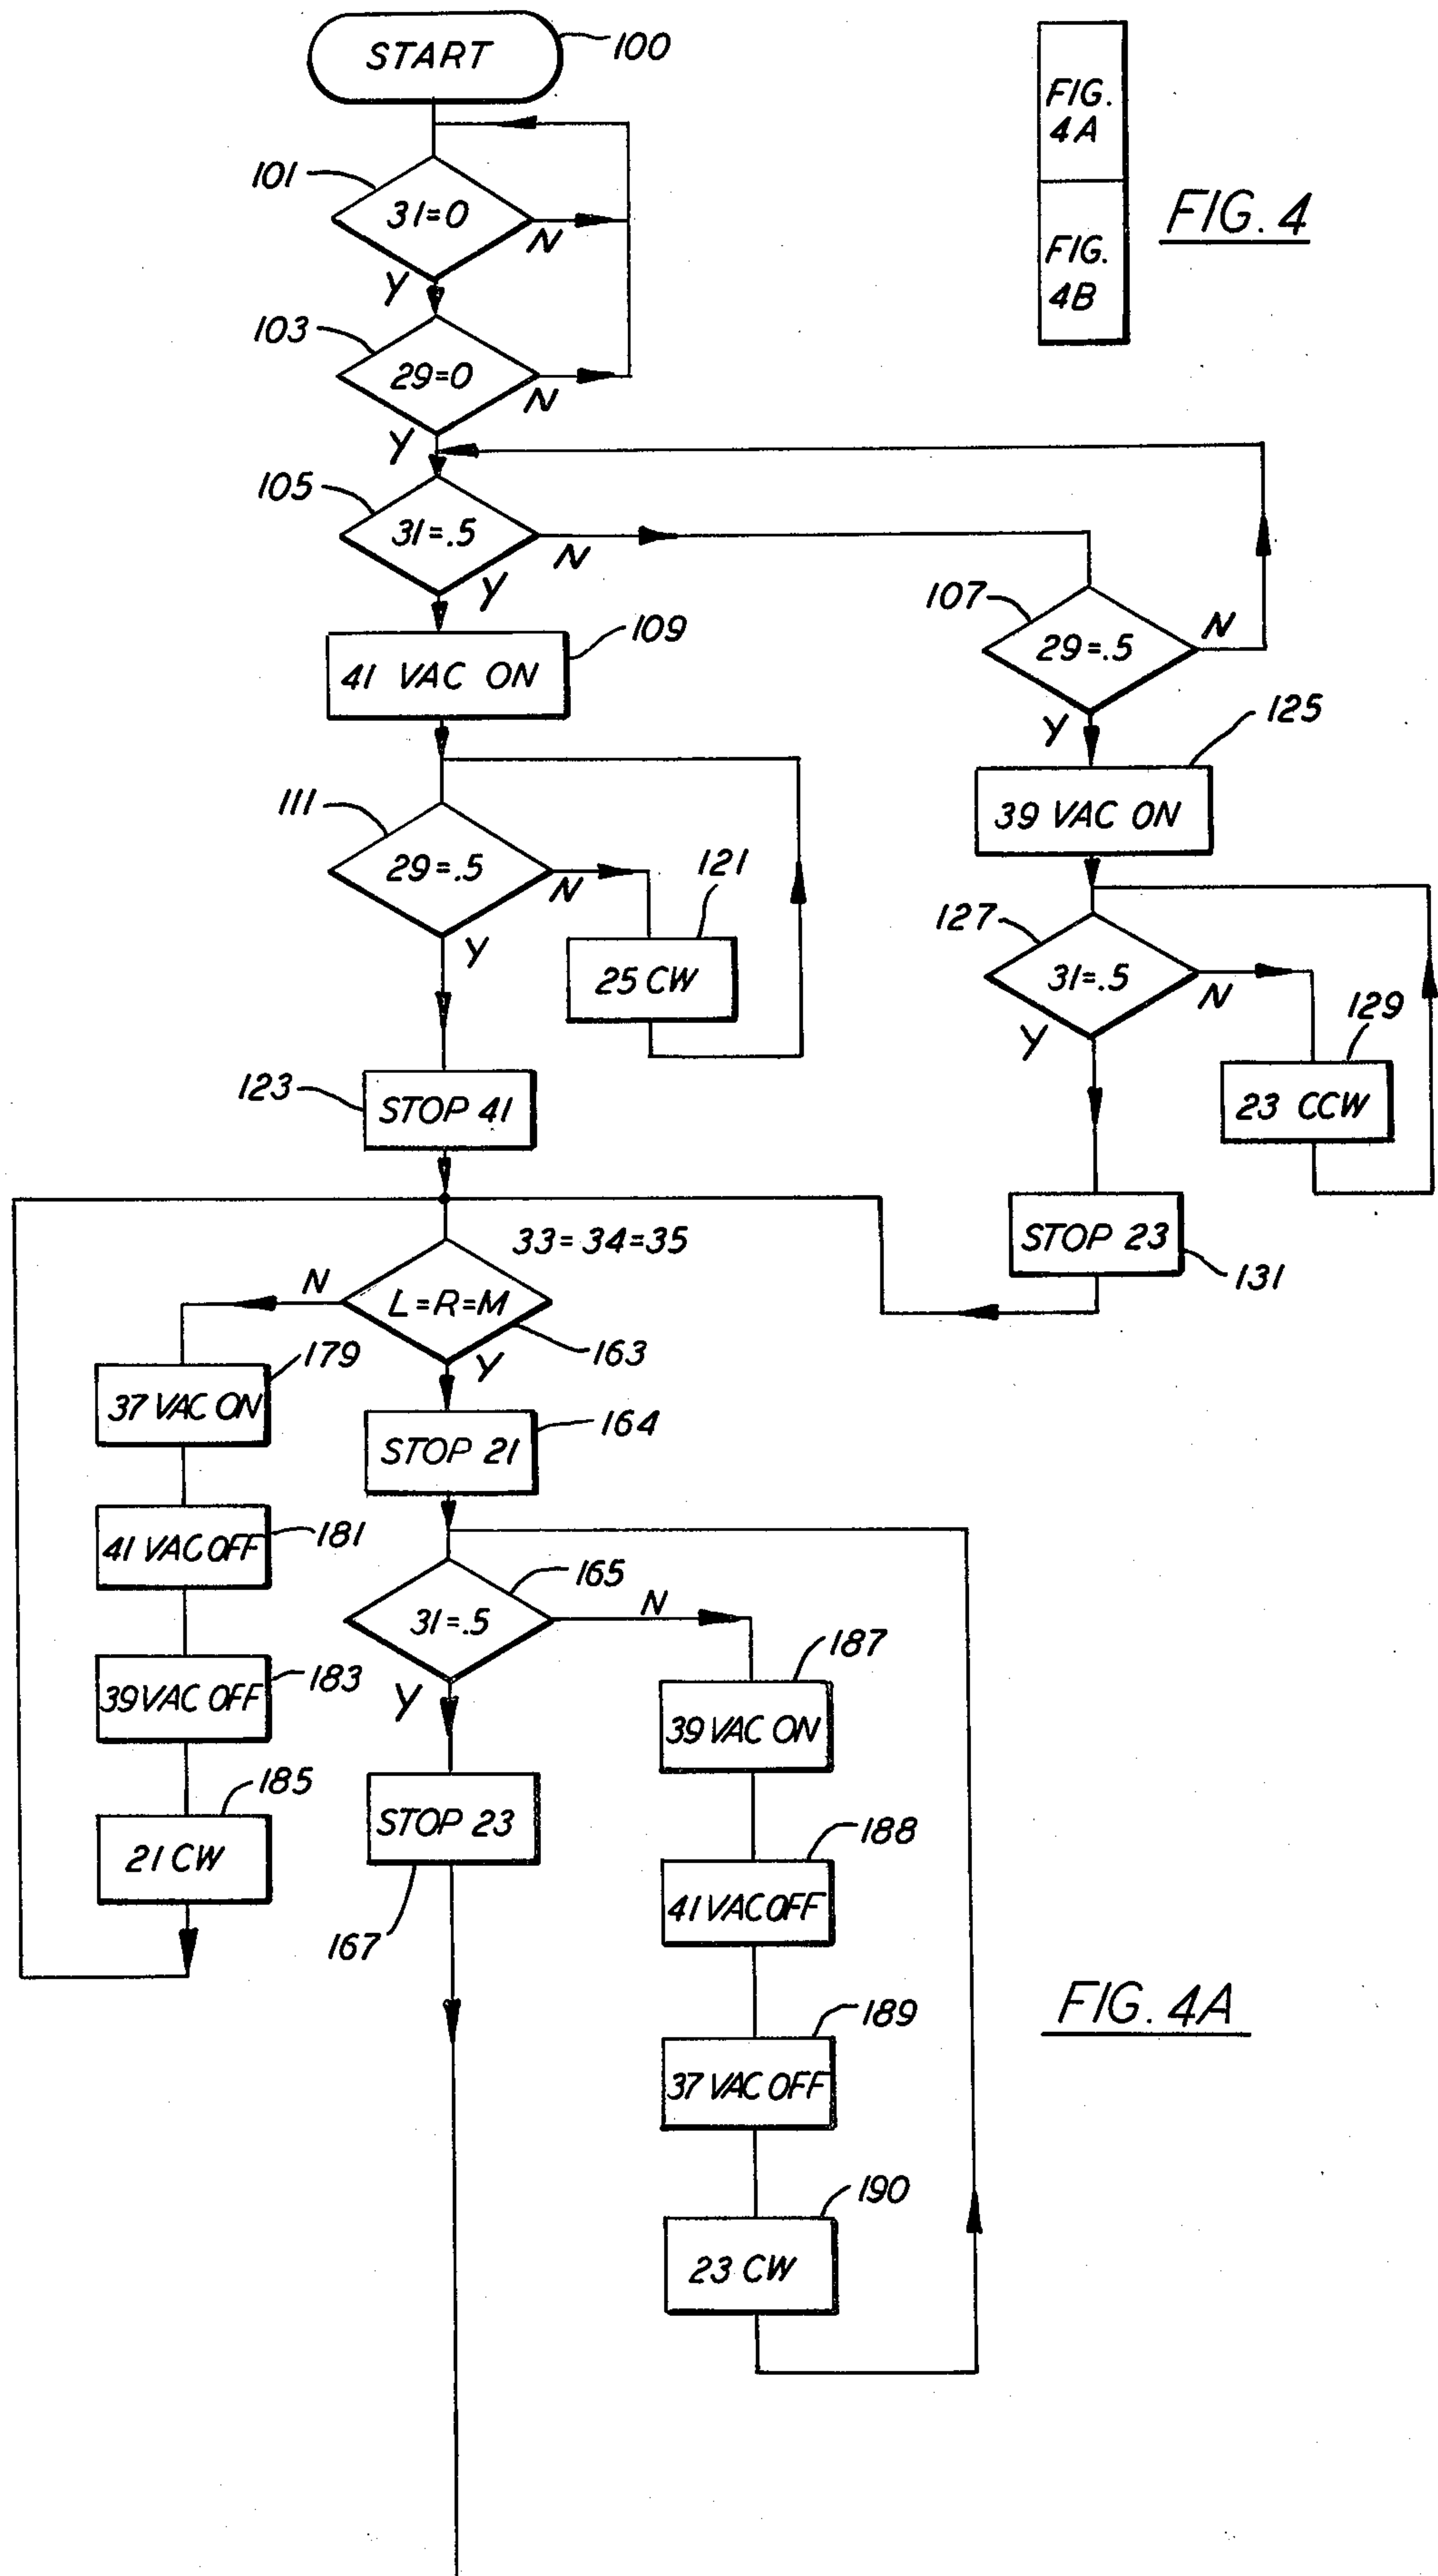 START
100
FIG.
4A
FIG.
4B
FIG. 4
101
31=0
N
Y
103
29=0
N
Y
105
31=.5
N
Y
107
29=.5
N
Y
109
41 VAC ON
125
39 VAC ON
111
29=.5
N
Y
121
25 CW
127
31=.5
N
Y
129
23 CCW
123
STOP 41
STOP 23
131
33=34=35
N
L=R=M
163
Y
179
37 VAC ON
164
STOP 21
181
41 VAC OFF
165
31=.5
N
Y
183
39 VAC OFF
187
39 VAC ON
185
21 CW
STOP 23
167
188
41 VAC OFF
189
37 VAC OFF
FIG. 4A
190
23 CW